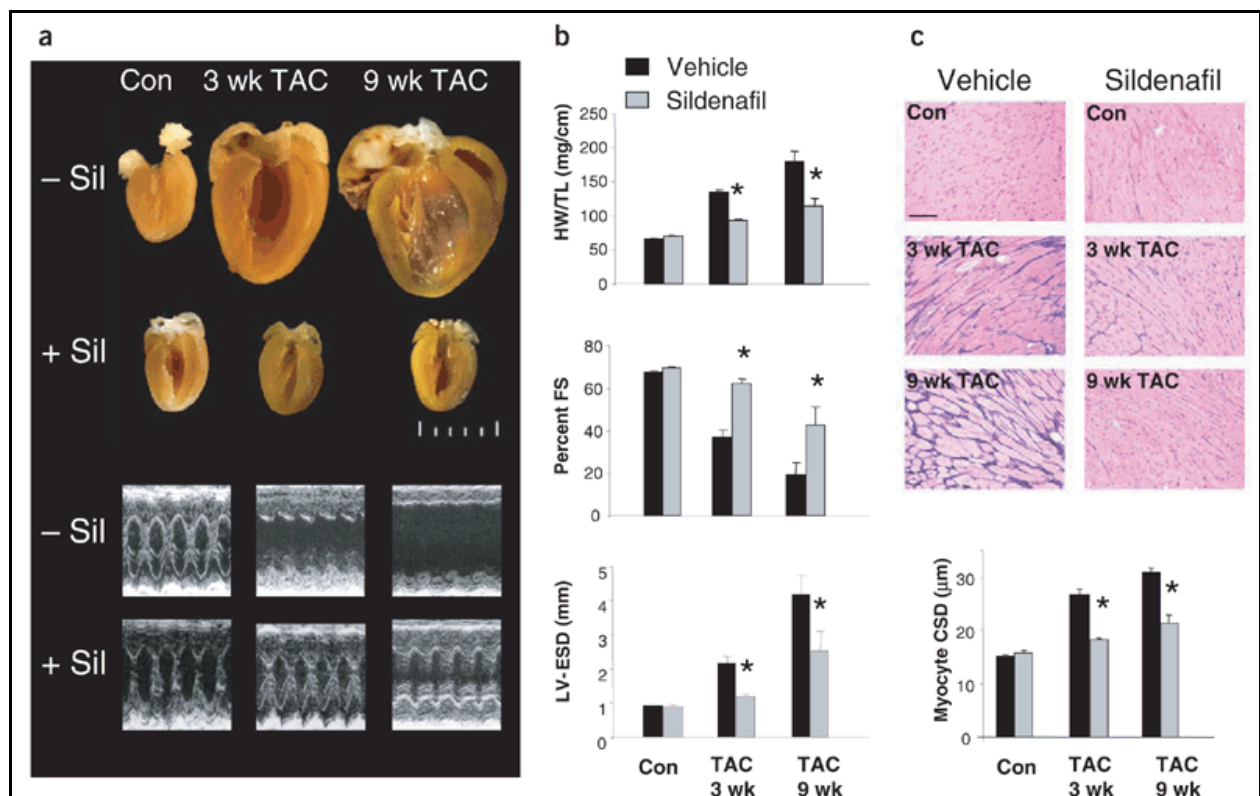 a
Con 3 wk TAC 9 wk TAC
– Sil
+ Sil
– Sil
+ Sil
b
Vehicle
Sildenafil
HW/TL (mg/cm)
250
200
150
100
50
0
*
*
Percent FS
80
60
40
20
0
*
*
LV-ESD (mm)
5
4
3
2
1
0
*
*
Con TAC TAC
3 wk 9 wk
c
Vehicle Sildenafil
Con Con
3 wk TAC 3 wk TAC
9 wk TAC 9 wk TAC
Myocyte CSD (μm)
30
20
10
0
*
*
Con TAC TAC
3 wk 9 wk